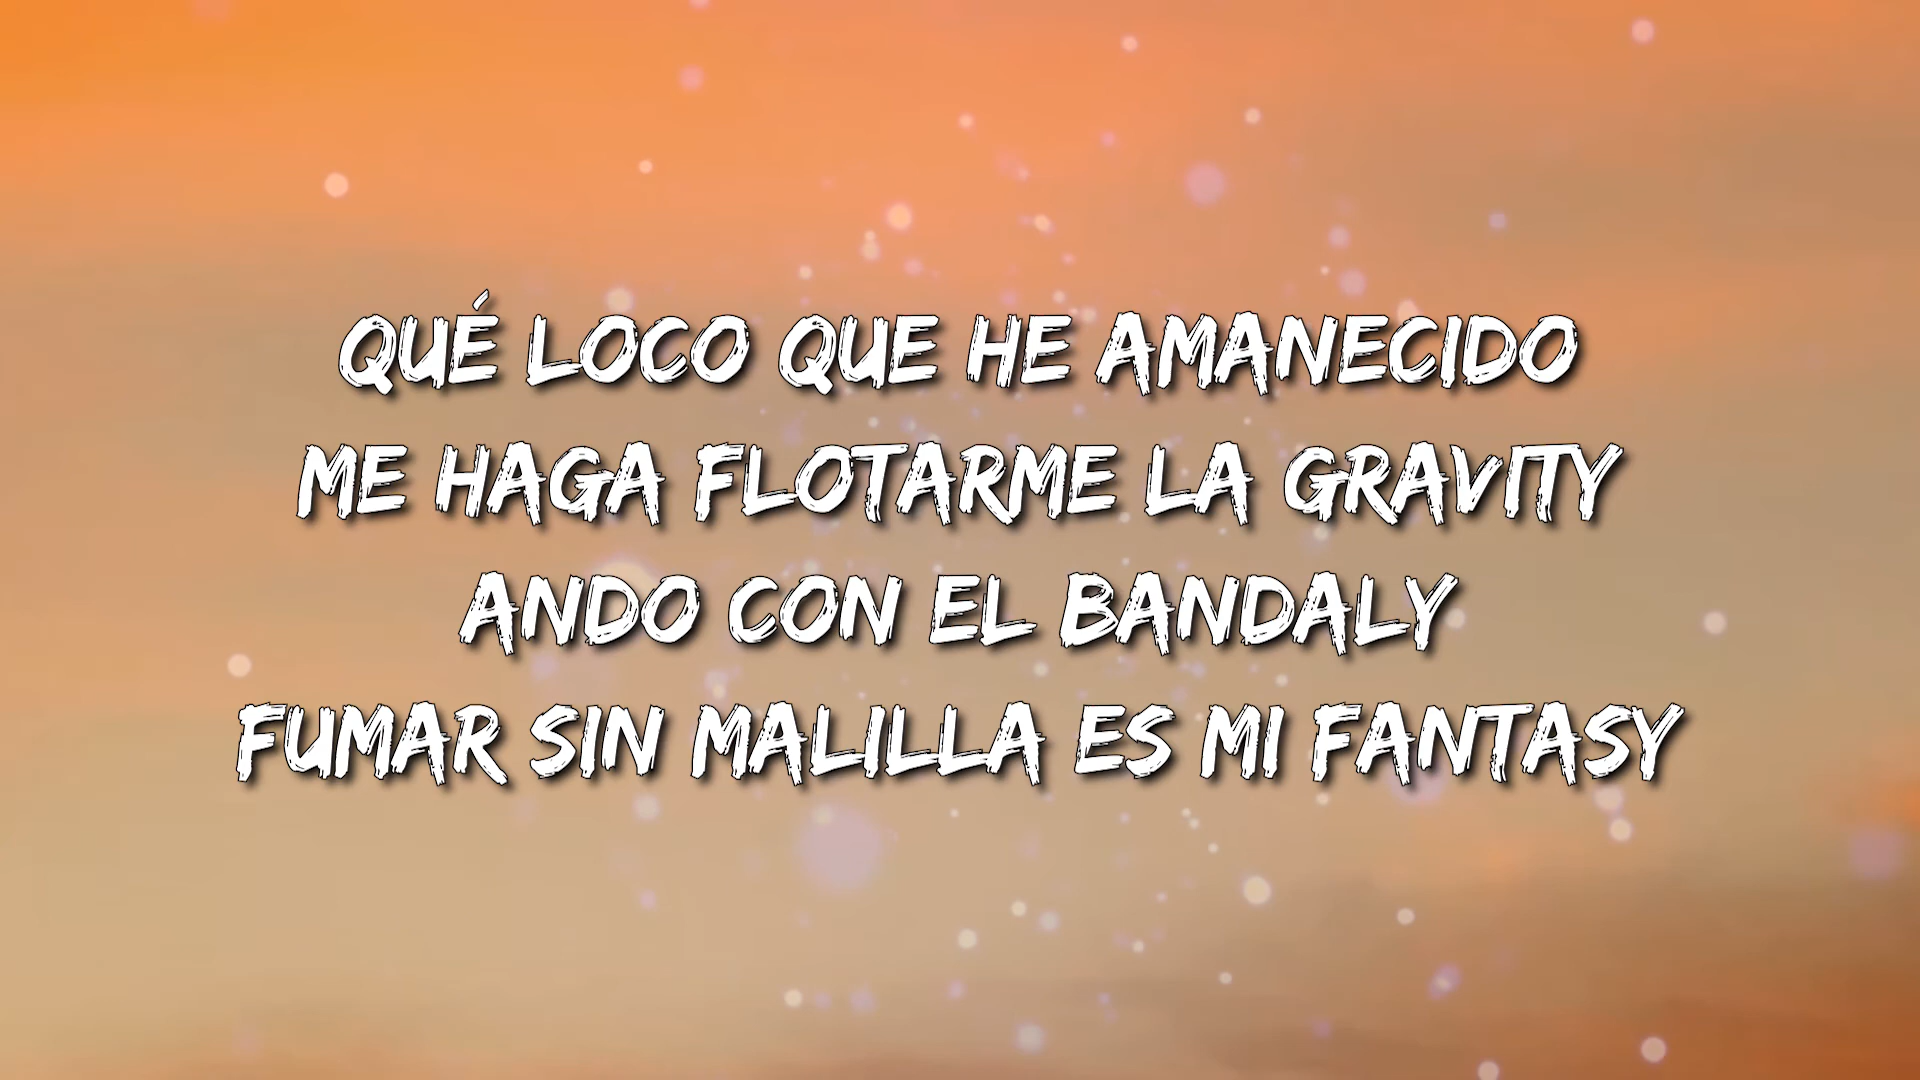 QUÉ LOCO QUE HE AMANECIDO
ME HAGA FLOTARME LA GRAVITY
ANDO CON EL BANDALY
FUMAR SIN MALILLA ES MI FANTASY